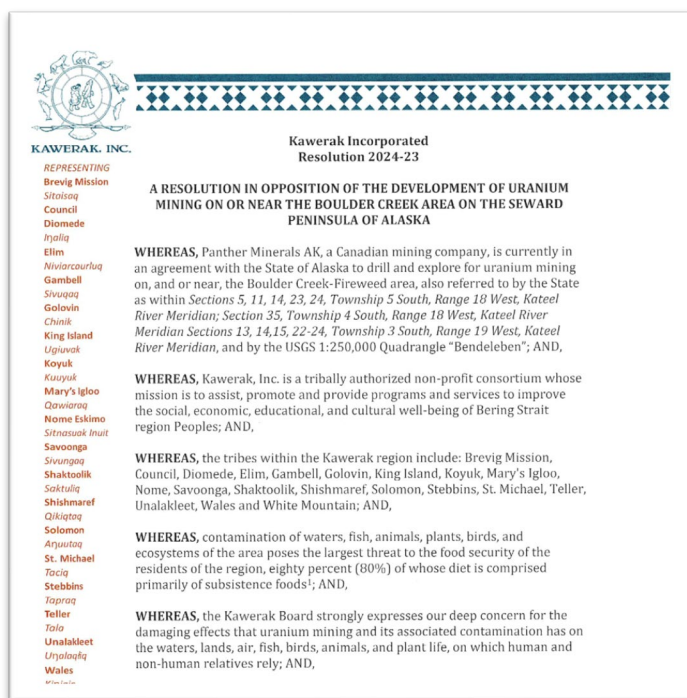 KAWERAK, INC.
REPRESENTING
Brevig Mission
Sitaisaq
Council
Diomede
Iŋaliq
Elim
Niviarcaurluq
Gambell
Sivuqaq
Golovin
Chinik
King Island
Ugiuvak
Koyuk
Kuuyuk
Mary's Igloo
Qawiaraq
Nome Eskimo
Sitnasuak Inuit
Savoonga
Sivungaq
Shaktoolik
Saktuliq
Shishmaref
Qikiqtaq
Solomon
Aŋuutaq
St. Michael
Taciq
Stebbins
Tapraq
Teller
Tala
Unalakleet
Uŋalaqłiq
Wales
Kawerak Incorporated
Resolution 2024-23
A RESOLUTION IN OPPOSITION OF THE DEVELOPMENT OF URANIUM
MINING ON OR NEAR THE BOULDER CREEK AREA ON THE SEWARD
PENINSULA OF ALASKA
WHEREAS, Panther Minerals AK, a Canadian mining company, is currently in
an agreement with the State of Alaska to drill and explore for uranium mining
on, and or near, the Boulder Creek-Fireweed area, also referred to by the State
as within Sections 5, 11, 14, 23, 24, Township 5 South, Range 18 West, Kateel
River Meridian; Section 35, Township 4 South, Range 18 West, Kateel River
Meridian Sections 13, 14,15, 22-24, Township 3 South, Range 19 West, Kateel
River Meridian, and by the USGS 1:250,000 Quadrangle "Bendeleben"; AND,
WHEREAS, Kawerak, Inc. is a tribally authorized non-profit consortium whose
mission is to assist, promote and provide programs and services to improve
the social, economic, educational, and cultural well-being of Bering Strait
region Peoples; AND,
WHEREAS, the tribes within the Kawerak region include: Brevig Mission,
Council, Diomede, Elim, Gambell, Golovin, King Island, Koyuk, Mary's Igloo,
Nome, Savoonga, Shaktoolik, Shishmaref, Solomon, Stebbins, St. Michael, Teller,
Unalakleet, Wales and White Mountain; AND,
WHEREAS, contamination of waters, fish, animals, plants, birds, and
ecosystems of the area poses the largest threat to the food security of the
residents of the region, eighty percent (80%) of whose diet is comprised
primarily of subsistence foods¹; AND,
WHEREAS, the Kawerak Board strongly expresses our deep concern for the
damaging effects that uranium mining and its associated contamination has on
the waters, lands, air, fish, birds, animals, and plant life, on which human and
non-human relatives rely; AND,